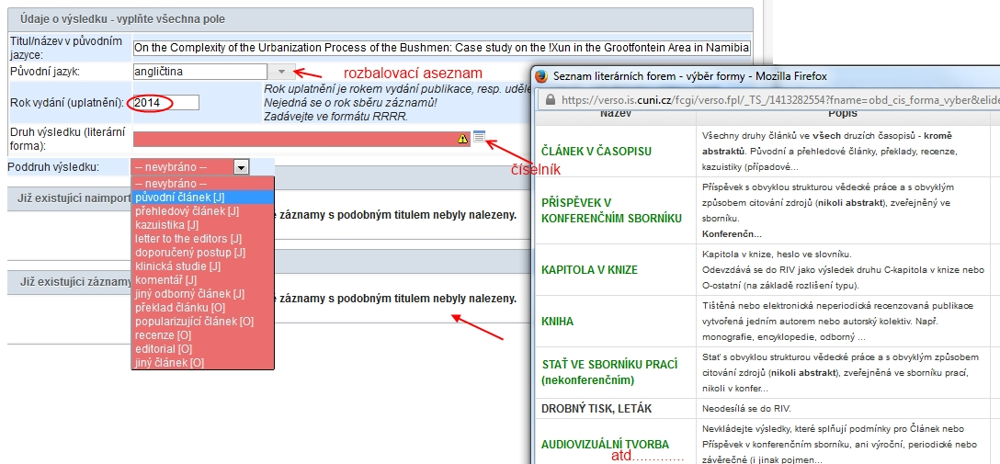 Údaje o výsledku - vyplňte všechna pole
Titul/název v původním
jazyce:
On the Complexity of the Urbanization Process of the Bushmen: Case study on the !Xun in the Grootfontein Area in Namibia
Původní jazyk:
angličtina
rozbalovací aseznam
Rok vydání (uplatnění):
2014
Rok uplatnění je rokem vydání publikace, resp. uděle
Nejedná se o rok sběru záznamů!
Zadávejte ve formátu RRRR.
Druh výsledku (literární
forma):
číselník
Poddruh výsledku:
-- nevybráno --
-- nevybráno --
původní článek [J]
přehledový článek [J]
kazuistika [J]
letter to the editors [J]
doporučený postup [J]
klinická studie [J]
komentář [J]
jiný odborný článek [J]
překlad článku [O]
popularizující článek [O]
recenze [O]
editorial [O]
jiný článek [O]
Již existující naimport
é záznamy s podobným titulem nebyly nalezeny.
Již existující záznamy
é záznamy s podobným titulem nebyly nalezeny.
Seznam literárních forem - výběr formy - Mozilla Firefox
https://verso.is.cuni.cz/fcgi/verso.fpl/_TS_/1413282554?fname=obd_cis_forma_vyber&elide
Název
Popis
ČLÁNEK V ČASOPISU
Všechny druhy článků ve všech druzích časopisů - kromě
abstraktů. Původní a přehledové články, překlady, recenze,
kazuistiky (případové...
PŘÍSPĚVEK V
KONFERENČNÍM SBORNÍKU
Příspěvek s obvyklou strukturou vědecké práce a s obvyklým
způsobem citování zdrojů (nikoli abstrakt), zveřejněný ve
sborníku.
Konferenčn...
KAPITOLA V KNIZE
Kapitola v knize, heslo ve slovníku.
Odevzdává se do RIV jako výsledek druhu C-kapitola v knize nebo
O-ostatní (na základě rozlišení typu).
KNIHA
Tištěná nebo elektronická neperiodická recenzovaná publikace
vytvořená jedním autorem nebo autorský kolektiv. Např.
monografie, encyklopedie, odborný ...
STAŤ VE SBORNÍKU PRACÍ
(nekonferenčním)
Stať s obvyklou strukturou vědecké práce a s obvyklým způsobem
citování zdrojů (nikoli abstrakt), zveřejněná ve sborníku prací,
nikoli v konfer...
DROBNÝ TISK, LETÁK
Neodesílá se do RIV.
AUDIOVIZUÁLNÍ TVORBA
Nevkládejte výsledky, které splňují podmínky pro Článek nebo
Příspěvek v konferenčním sborníku, ani výroční, periodické nebo
závěrečné (i jinak pojmen...
atd.............